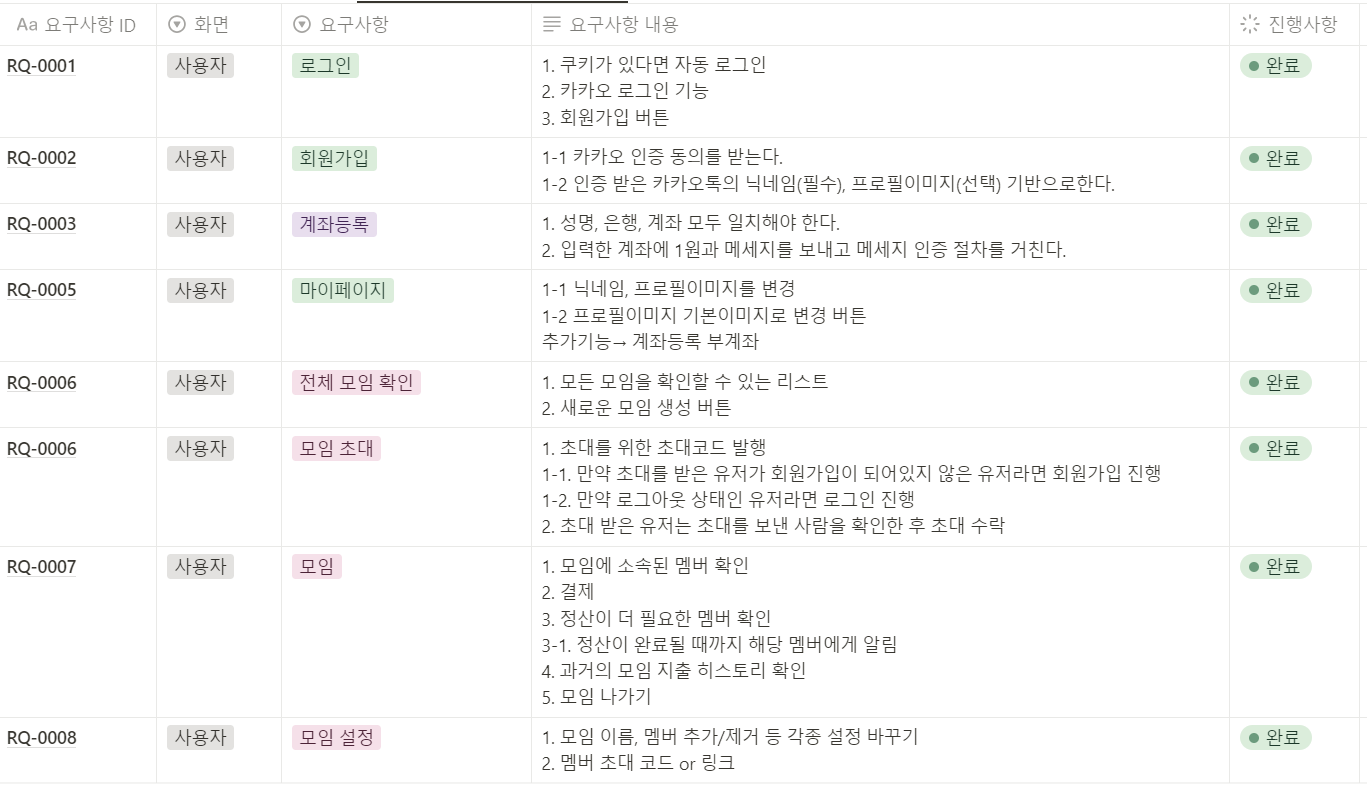 Aa 요구사항 ID 화면 요구사항 요구사항 내용 진행사항
RQ-0001 사용자 로그인 1. 쿠키가 있다면 자동 로그인 완료
2. 카카오 로그인 기능
3. 회원가입 버튼
RQ-0002 사용자 회원가입 1-1 카카오 인증 동의를 받는다. 완료
1-2 인증 받은 카카오톡의 닉네임(필수), 프로필이미지(선택) 기반으로한다.
RQ-0003 사용자 계좌등록 1. 성명, 은행, 계좌 모두 일치해야 한다. 완료
2. 입력한 계좌에 1원과 메세지를 보내고 메세지 인증 절차를 거친다.
RQ-0005 사용자 마이페이지 1-1 닉네임, 프로필이미지를 변경 완료
1-2 프로필이미지 기본이미지로 변경 버튼
추가기능→ 계좌등록 부계좌
RQ-0006 사용자 전체 모임 확인 1. 모든 모임을 확인할 수 있는 리스트 완료
2. 새로운 모임 생성 버튼
RQ-0006 사용자 모임 초대 1. 초대를 위한 초대코드 발행 완료
1-1. 만약 초대를 받은 유저가 회원가입이 되어있지 않은 유저라면 회원가입 진행
1-2. 만약 로그아웃 상태인 유저라면 로그인 진행
2. 초대 받은 유저는 초대를 보낸 사람을 확인한 후 초대 수락
RQ-0007 사용자 모임 1. 모임에 소속된 멤버 확인 완료
2. 결제
3. 정산이 더 필요한 멤버 확인
3-1. 정산이 완료될 때까지 해당 멤버에게 알림
4. 과거의 모임 지출 히스토리 확인
5. 모임 나가기
RQ-0008 사용자 모임 설정 1. 모임 이름, 멤버 추가/제거 등 각종 설정 바꾸기 완료
2. 멤버 초대 코드 or 링크